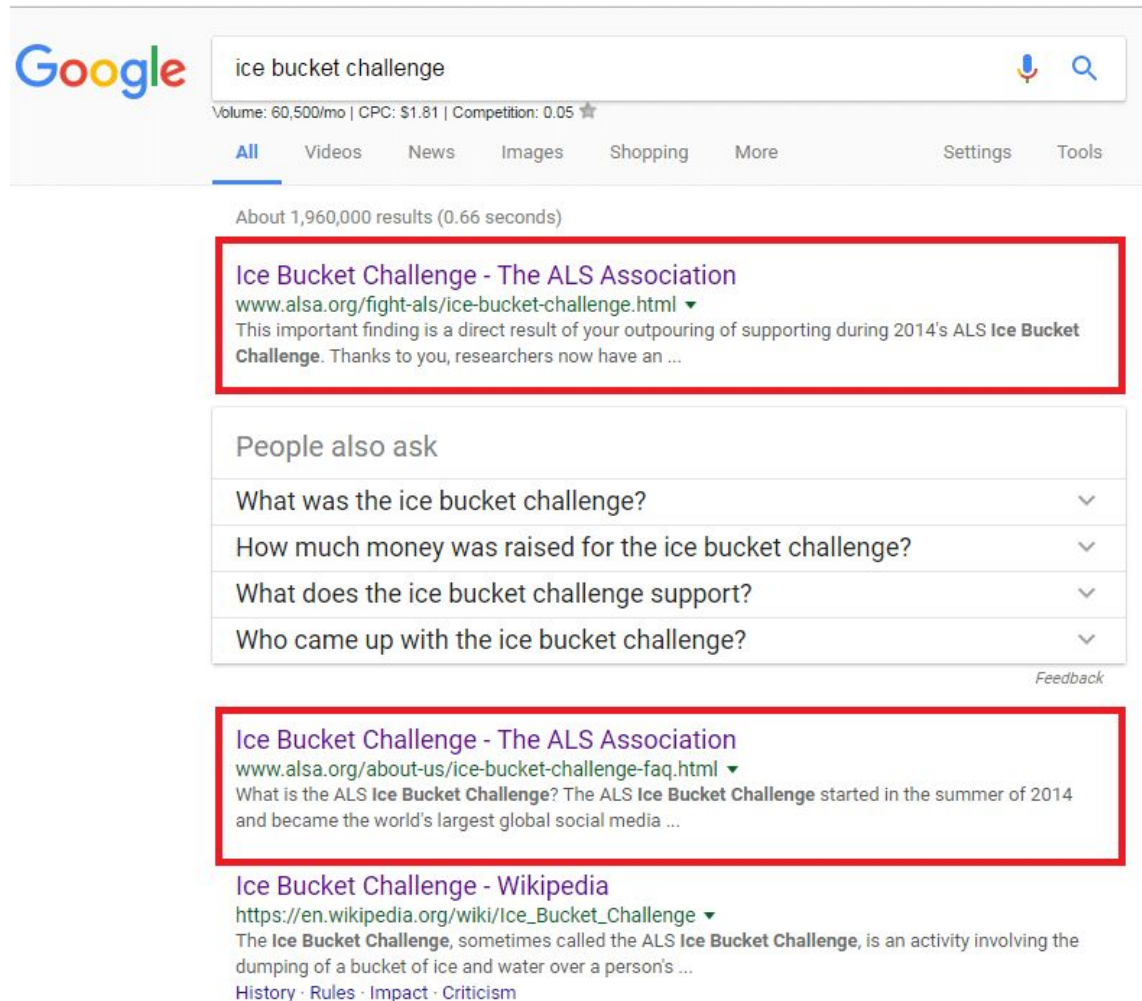 Google
ice bucket challenge
Volume: 60,500/mo | CPC: $1.81 | Competition: 0.05
All Videos News Images Shopping More Settings Tools
About 1,960,000 results (0.66 seconds)
Ice Bucket Challenge - The ALS Association
www.alsa.org/fight-als/ice-bucket-challenge.html
This important finding is a direct result of your outpouring of supporting during 2014's ALS Ice Bucket
Challenge. Thanks to you, researchers now have an ...
People also ask
What was the ice bucket challenge?
How much money was raised for the ice bucket challenge?
What does the ice bucket challenge support?
Who came up with the ice bucket challenge?
Feedback
Ice Bucket Challenge - The ALS Association
www.alsa.org/about-us/ice-bucket-challenge-faq.html
What is the ALS Ice Bucket Challenge? The ALS Ice Bucket Challenge started in the summer of 2014
and became the world's largest global social media ...
Ice Bucket Challenge - Wikipedia
https://en.wikipedia.org/wiki/Ice_Bucket_Challenge
The Ice Bucket Challenge, sometimes called the ALS Ice Bucket Challenge, is an activity involving the
dumping of a bucket of ice and water over a person's ...
History · Rules · Impact · Criticism